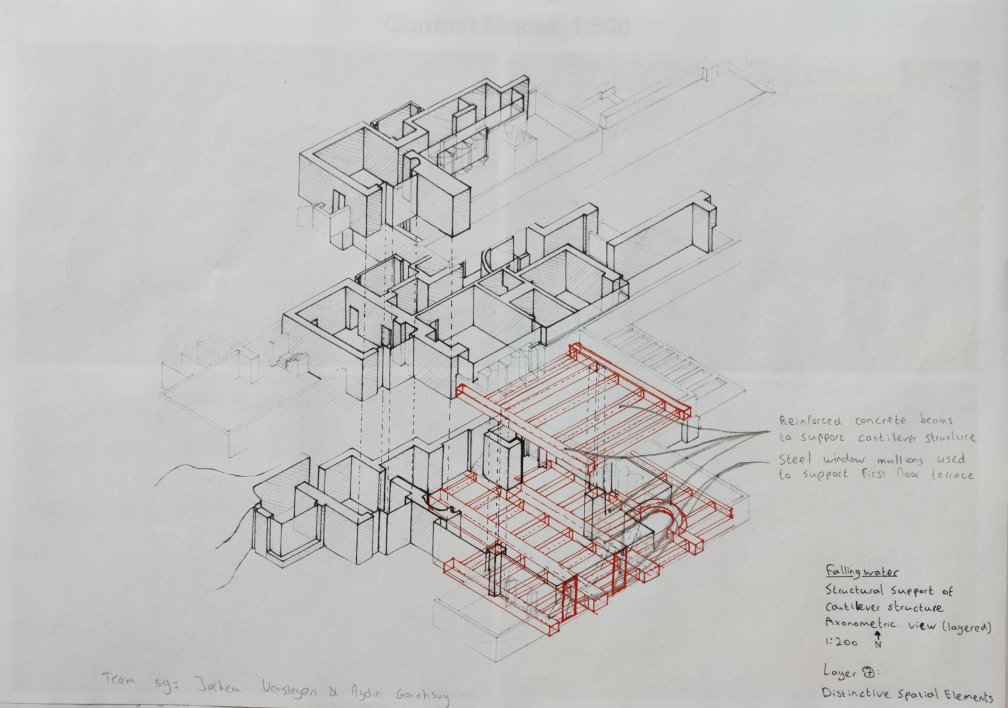 Context Model 1:500
Reinforced concrete beams
to support cantilever structure
Steel window mullions used
to support first floor terrace
Fallingwater
Structural Support of
Cantilever structure
Axonometric view (layered)
1:200 N
Layer 7:
Distinctive Spatial Elements
Team sg: Jochem Verstegen & Aydin